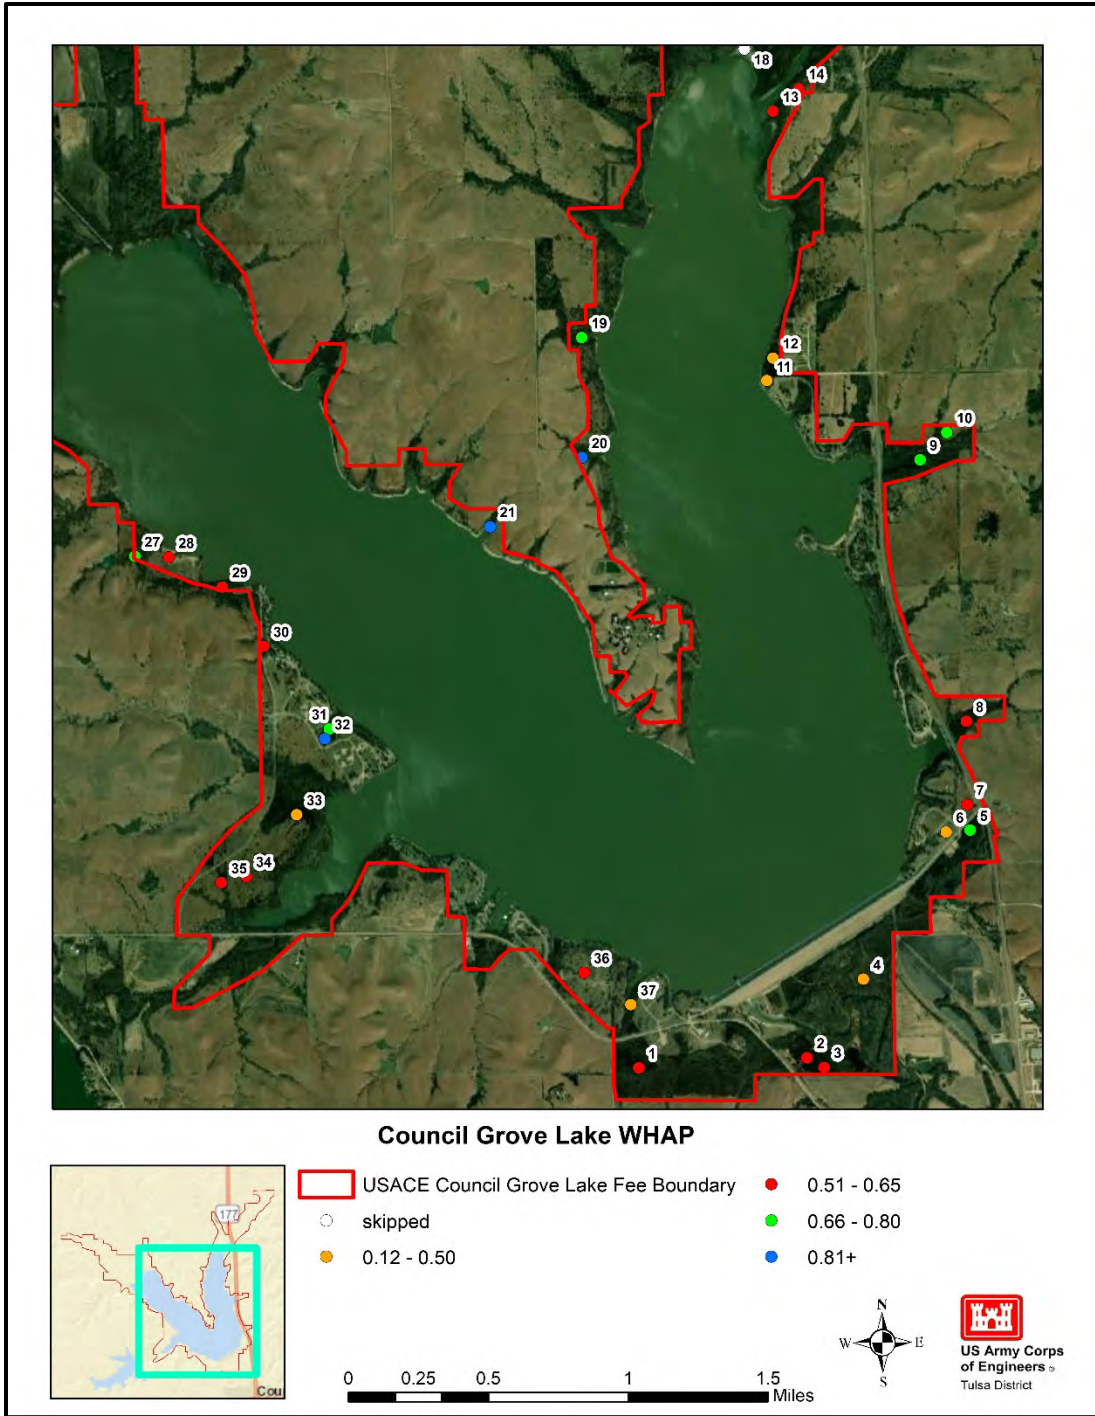 18
14
13
19
12
11
20
10
9
21
27
28
29
30
8
31
32
7
33
6
5
35
34
36
4
37
2
1
3
Council Grove Lake WHAP
USACE Council Grove Lake Fee Boundary
skipped
0.12 - 0.50
0.51 - 0.65
0.66 - 0.80
0.81+
177
Cou
0 0.25 0.5 1 1.5
Miles
N
W E
S
US Army Corps
of Engineers ®
Tulsa District